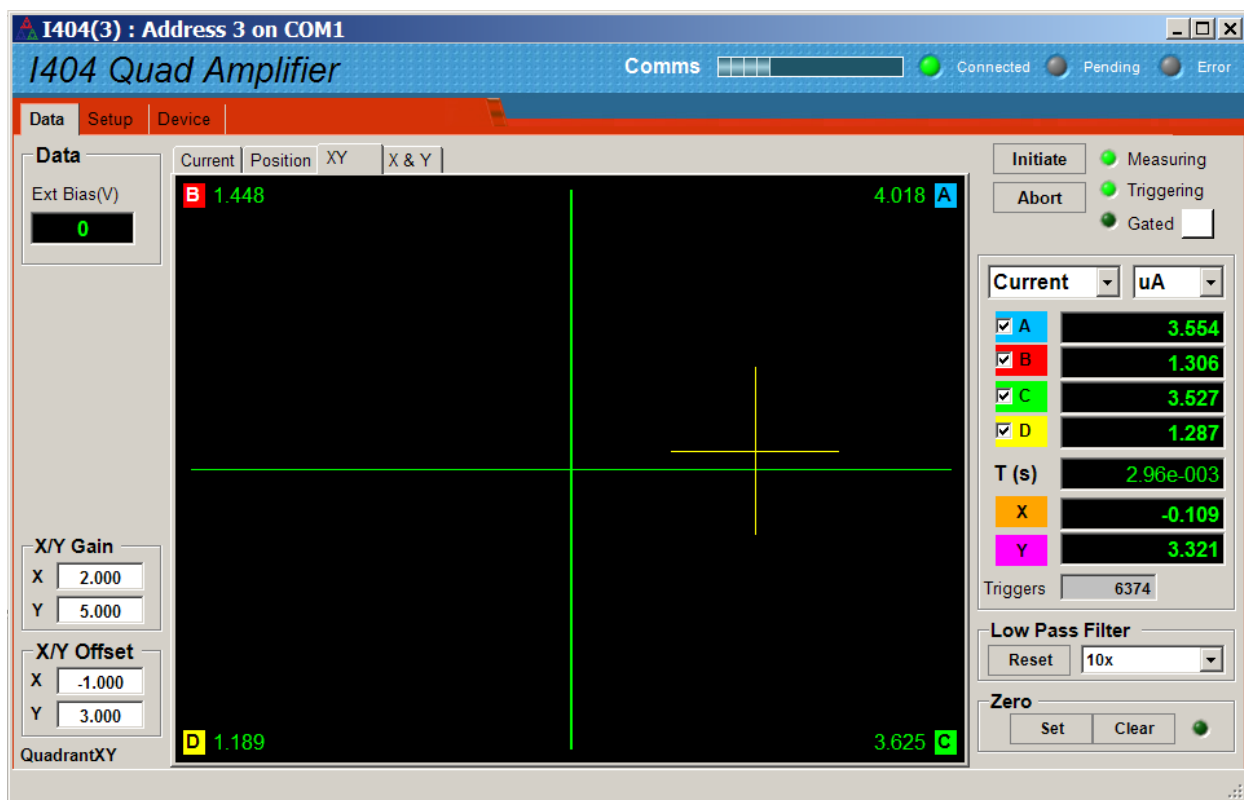 I404(3) : Address 3 on COM1
I404 Quad Amplifier
Comms
Connected
Pending
Error
Data
Setup
Device
Data
Ext Bias(V)
0
Current
Position
XY
X & Y
B 1.448
4.018 A
D 1.189
3.625 C
X/Y Gain
X 2.000
Y 5.000
X/Y Offset
X -1.000
Y 3.000
QuadrantXY
Initiate
Measuring
Abort
Triggering
Gated
Current
uA
A 3.554
B 1.306
C 3.527
D 1.287
T (s) 2.96e-003
X -0.109
Y 3.321
Triggers 6374
Low Pass Filter
Reset
10x
Zero
Set
Clear